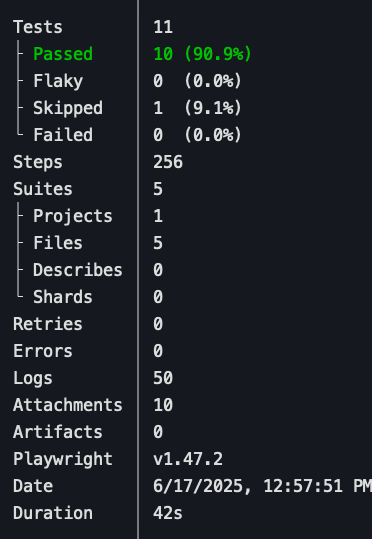 Tests 11
├ Passed 10 (90.9%)
├ Flaky 0 (0.0%)
├ Skipped 1 (9.1%)
└ Failed 0 (0.0%)
Steps 256
Suites 5
├ Projects 1
├ Files 5
├ Describes 0
└ Shards 0
Retries 0
Errors 0
Logs 50
Attachments 10
Artifacts 0
Playwright v1.47.2
Date 6/17/2025, 12:57:51 PM
Duration 42s